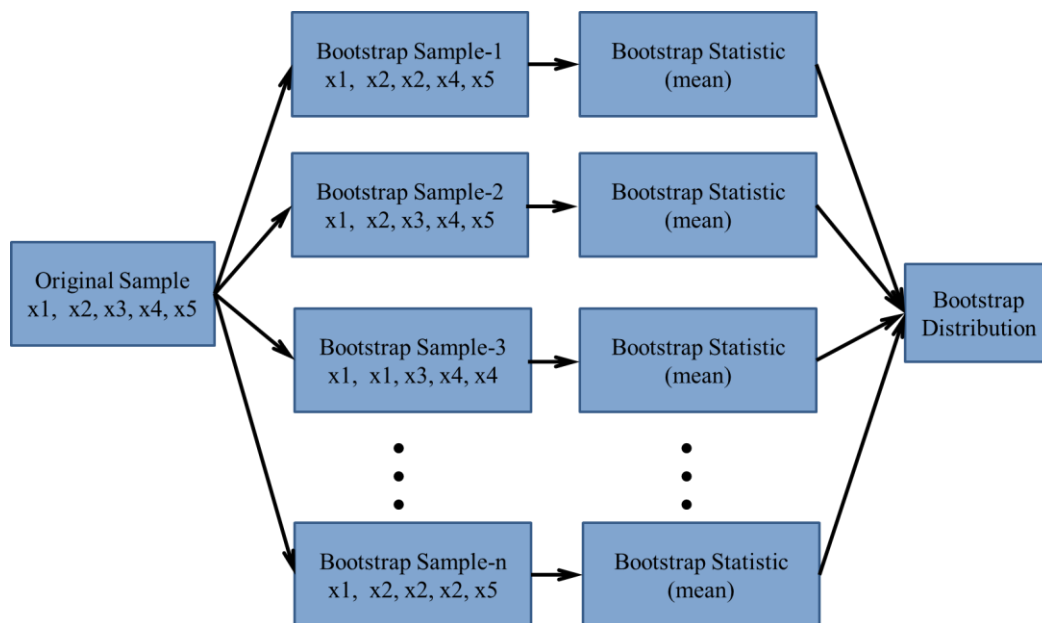 Original Sample
x1, x2, x3, x4, x5
Bootstrap Sample-1
x1, x2, x2, x4, x5
Bootstrap Statistic
(mean)
Bootstrap Sample-2
x1, x2, x3, x4, x5
Bootstrap Statistic
(mean)
Bootstrap Sample-3
x1, x1, x3, x4, x4
Bootstrap Statistic
(mean)
Bootstrap Sample-n
x1, x2, x2, x2, x5
Bootstrap Statistic
(mean)
Bootstrap
Distribution